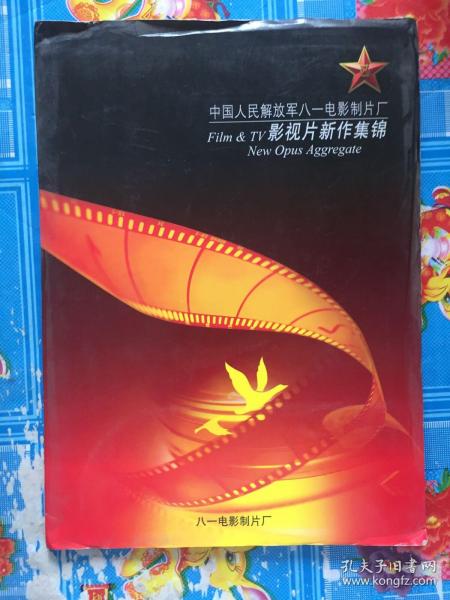 中国人民解放军八一电影制片厂
Film & TV 影视片新作集锦
New Opus Aggregate
八一电影制片厂
孔夫子旧书网
www.kongfz.com